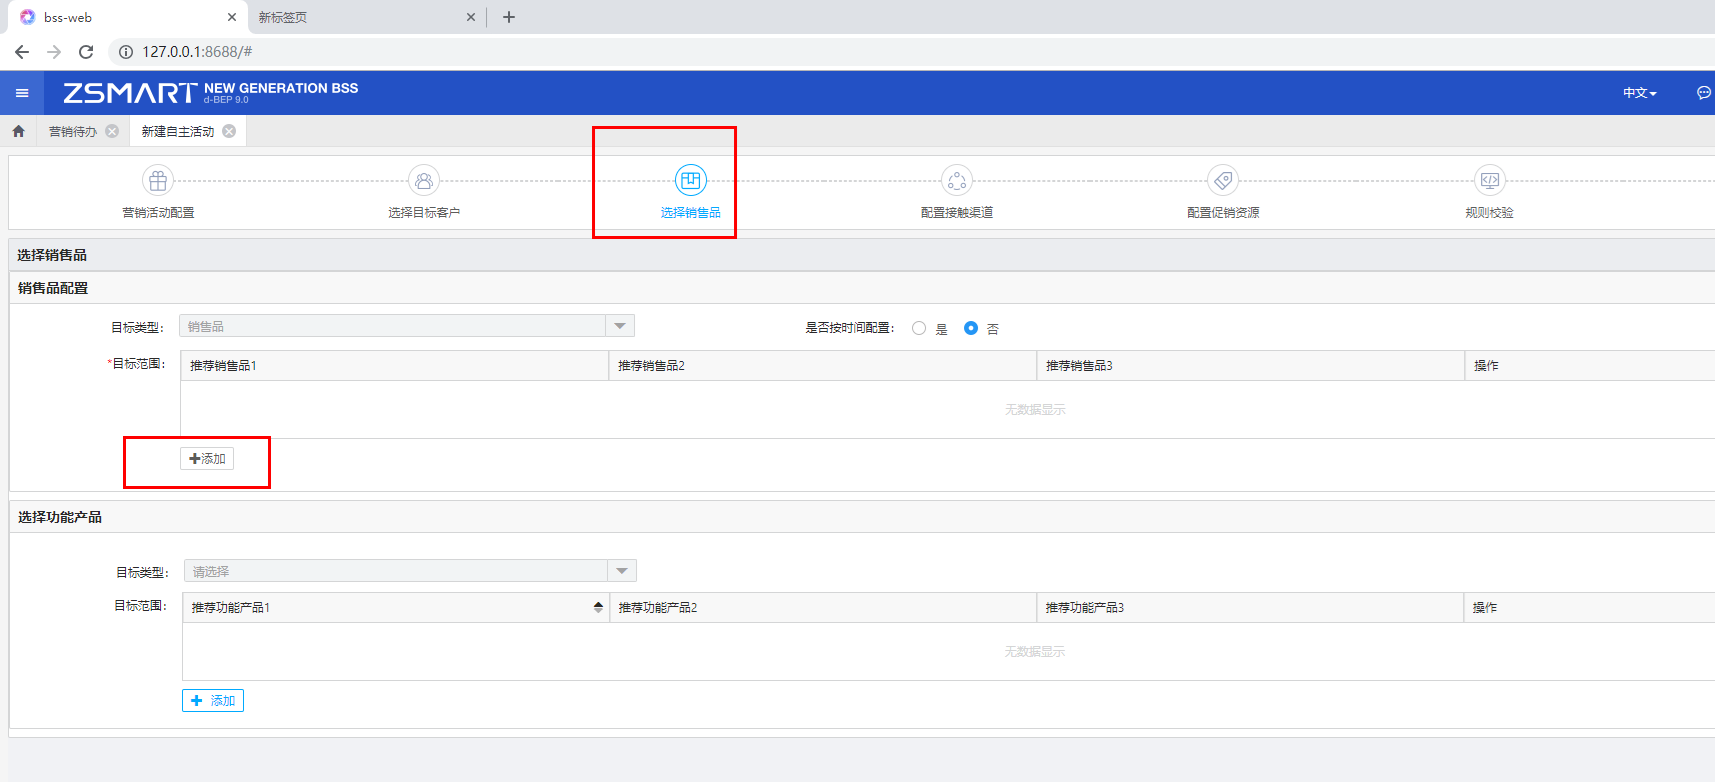 bss-web
新标签页
127.0.0.1:8688/#
ZSMART NEW GENERATION BSS
d-BEP 9.0
中文
营销待办
新建自主活动
营销活动配置
选择目标客户
选择销售品
配置接触渠道
配置促销资源
规则校验
选择销售品
销售品配置
目标类型: 销售品
是否按时间配置: 是 否
*目标范围: 推荐销售品1 推荐销售品2 推荐销售品3 操作
无数据显示
添加
选择功能产品
目标类型: 请选择
目标范围: 推荐功能产品1 推荐功能产品2 推荐功能产品3 操作
无数据显示
添加